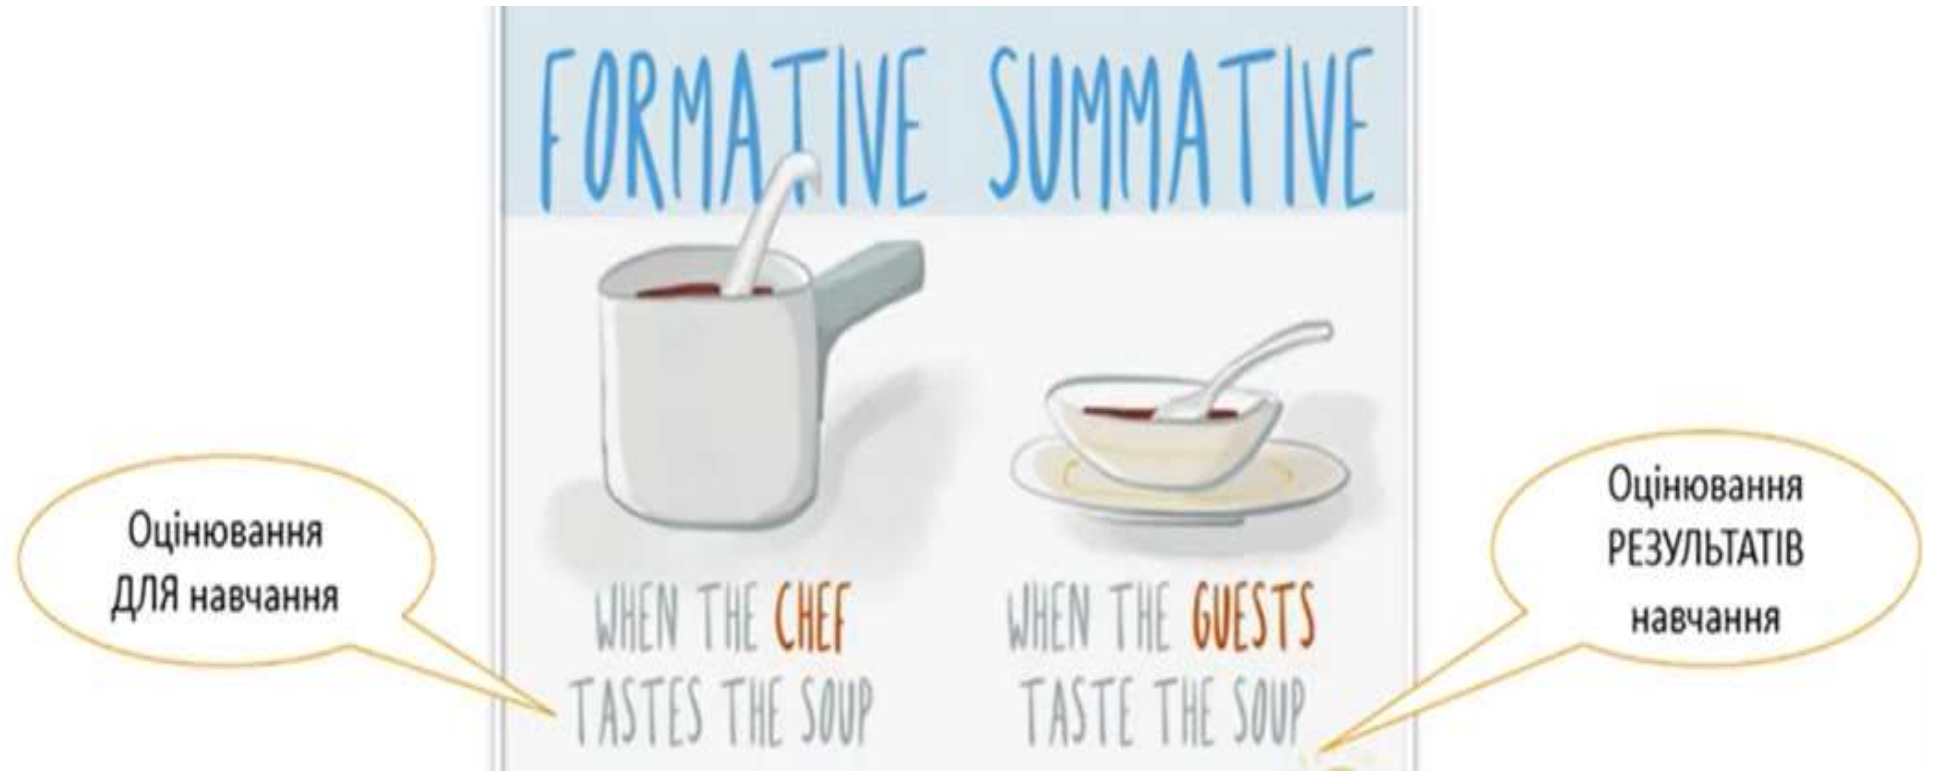 FORMATIVE SUMMATIVE
Оцінювання
ДЛЯ навчання
WHEN THE CHEF
TASTES THE SOUP
WHEN THE GUESTS
TASTE THE SOUP
Оцінювання
РЕЗУЛЬТАТІВ
навчання